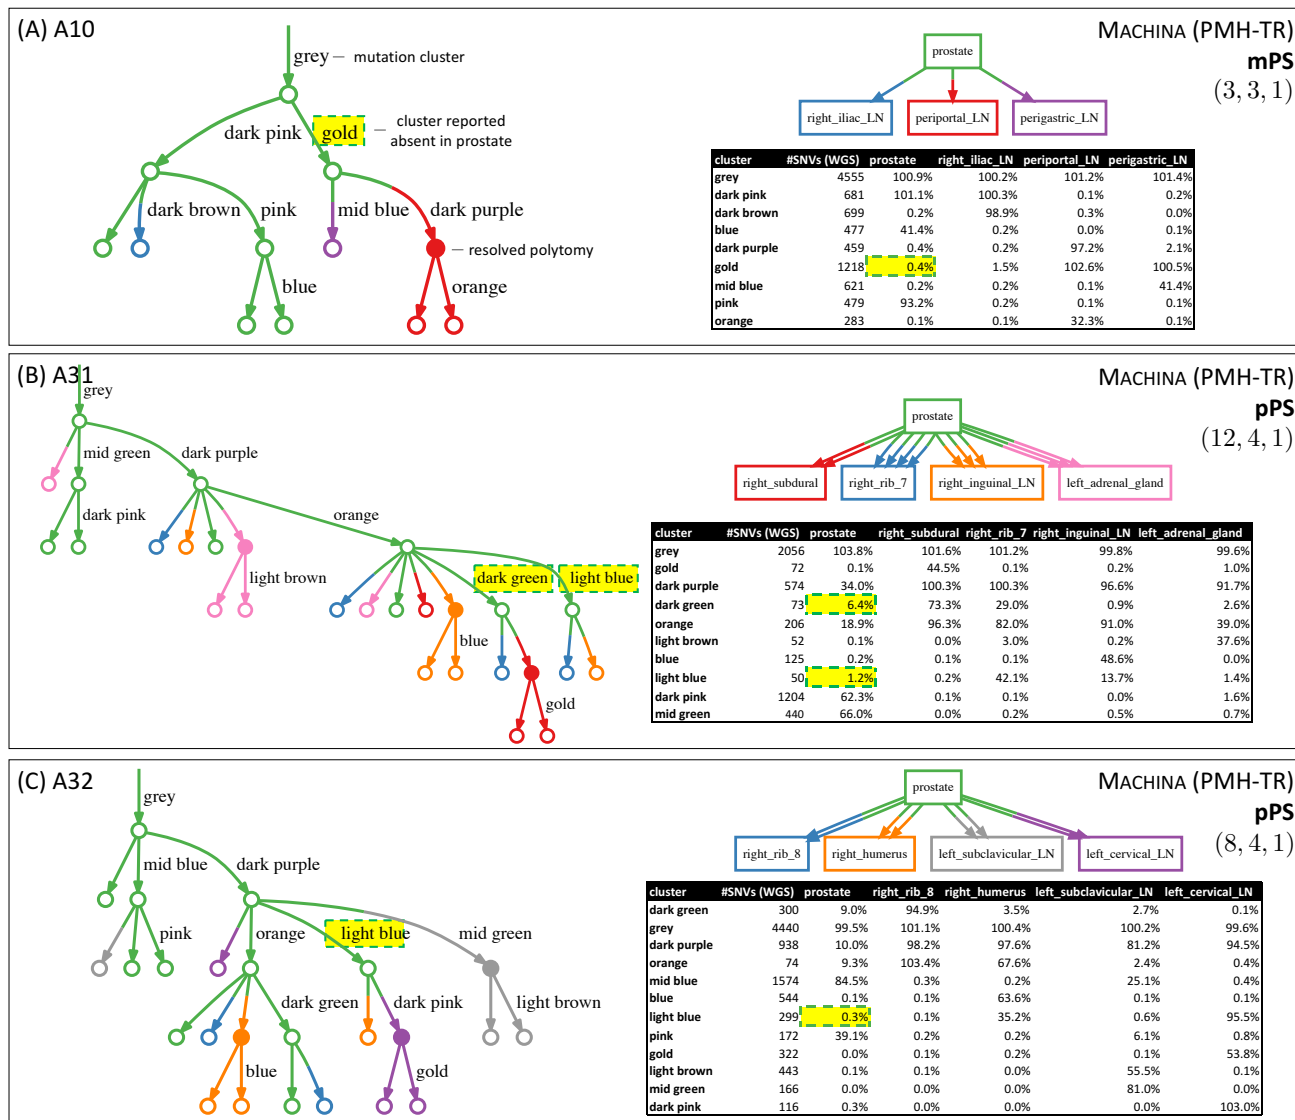 (A) A10
MACHINA (PMH-TR)
mPS
(3, 3, 1)
grey — mutation cluster
dark pink
gold — cluster reported
absent in prostate
dark brown
pink
mid blue
dark purple
— resolved polytomy
blue
orange
prostate
right_iliac_LN periportal_LN perigastric_LN
cluster #SNVs (WGS) prostate right_iliac_LN periportal_LN perigastric_LN
grey 4555 100.9% 100.2% 101.2% 101.4%
dark pink 681 101.1% 100.3% 0.1% 0.2%
dark brown 699 0.2% 98.9% 0.3% 0.0%
blue 477 41.4% 0.2% 0.0% 0.1%
dark purple 459 0.4% 0.2% 97.2% 2.1%
gold 1218 0.4% 1.5% 102.6% 100.5%
mid blue 621 0.2% 0.2% 0.1% 41.4%
pink 479 93.2% 0.2% 0.1% 0.1%
orange 283 0.1% 0.1% 32.3% 0.1%
(B) A31
MACHINA (PMH-TR)
pPS
(12, 4, 1)
grey
mid green
dark purple
dark pink
orange
light brown
dark green
light blue
blue
gold
prostate
right_subdural right_rib_7 right_inguinal_LN left_adrenal_gland
cluster #SNVs (WGS) prostate right_subdural right_rib_7 right_inguinal_LN left_adrenal_gland
grey 2056 103.8% 101.6% 101.2% 99.8% 99.6%
gold 72 0.1% 44.5% 0.1% 0.2% 1.0%
dark purple 574 34.0% 100.3% 100.3% 96.6% 91.7%
dark green 73 6.4% 73.3% 29.0% 0.9% 2.6%
orange 206 18.9% 96.3% 82.0% 91.0% 39.0%
light brown 52 0.1% 0.0% 3.0% 0.2% 37.6%
blue 125 0.2% 0.1% 0.1% 48.6% 0.0%
light blue 50 1.2% 0.2% 42.1% 13.7% 1.4%
dark pink 1204 62.3% 0.1% 0.1% 0.0% 1.6%
mid green 440 66.0% 0.0% 0.2% 0.5% 0.7%
(C) A32
MACHINA (PMH-TR)
pPS
(8, 4, 1)
grey
mid blue
dark purple
pink
orange
light blue
mid green
dark green
dark pink
light brown
blue
gold
prostate
right_rib_8 right_humerus left_subclavicular_LN left_cervical_LN
cluster #SNVs (WGS) prostate right_rib_8 right_humerus left_subclavicular_LN left_cervical_LN
dark green 300 9.0% 94.9% 3.5% 2.7% 0.1%
grey 4440 99.5% 101.1% 100.4% 100.2% 99.6%
dark purple 938 10.0% 98.2% 97.6% 81.2% 94.5%
orange 74 9.3% 103.4% 67.6% 2.4% 0.4%
mid blue 1574 84.5% 0.3% 0.2% 25.1% 0.4%
blue 544 0.1% 0.1% 63.6% 0.1% 0.1%
light blue 299 0.3% 0.1% 35.2% 0.6% 95.5%
pink 172 39.1% 0.2% 0.2% 6.1% 0.8%
gold 322 0.0% 0.1% 0.2% 0.1% 53.8%
light brown 443 0.1% 0.1% 0.0% 55.5% 0.1%
mid green 166 0.0% 0.0% 0.0% 81.0% 0.0%
dark pink 116 0.3% 0.0% 0.0% 0.0% 103.0%